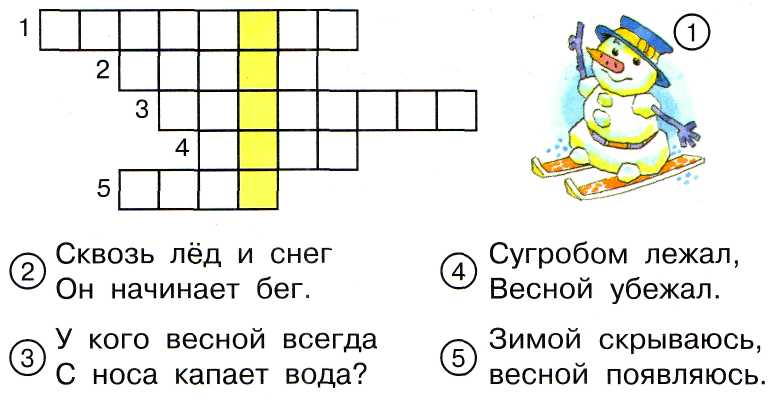 1
2
3
4
5
1
2 Сквозь лёд и снег
Он начинает бег.
3 У кого весной всегда
С носа капает вода?
4 Сугробом лежал,
Весной убежал.
5 Зимой скрываюсь,
весной появляюсь.